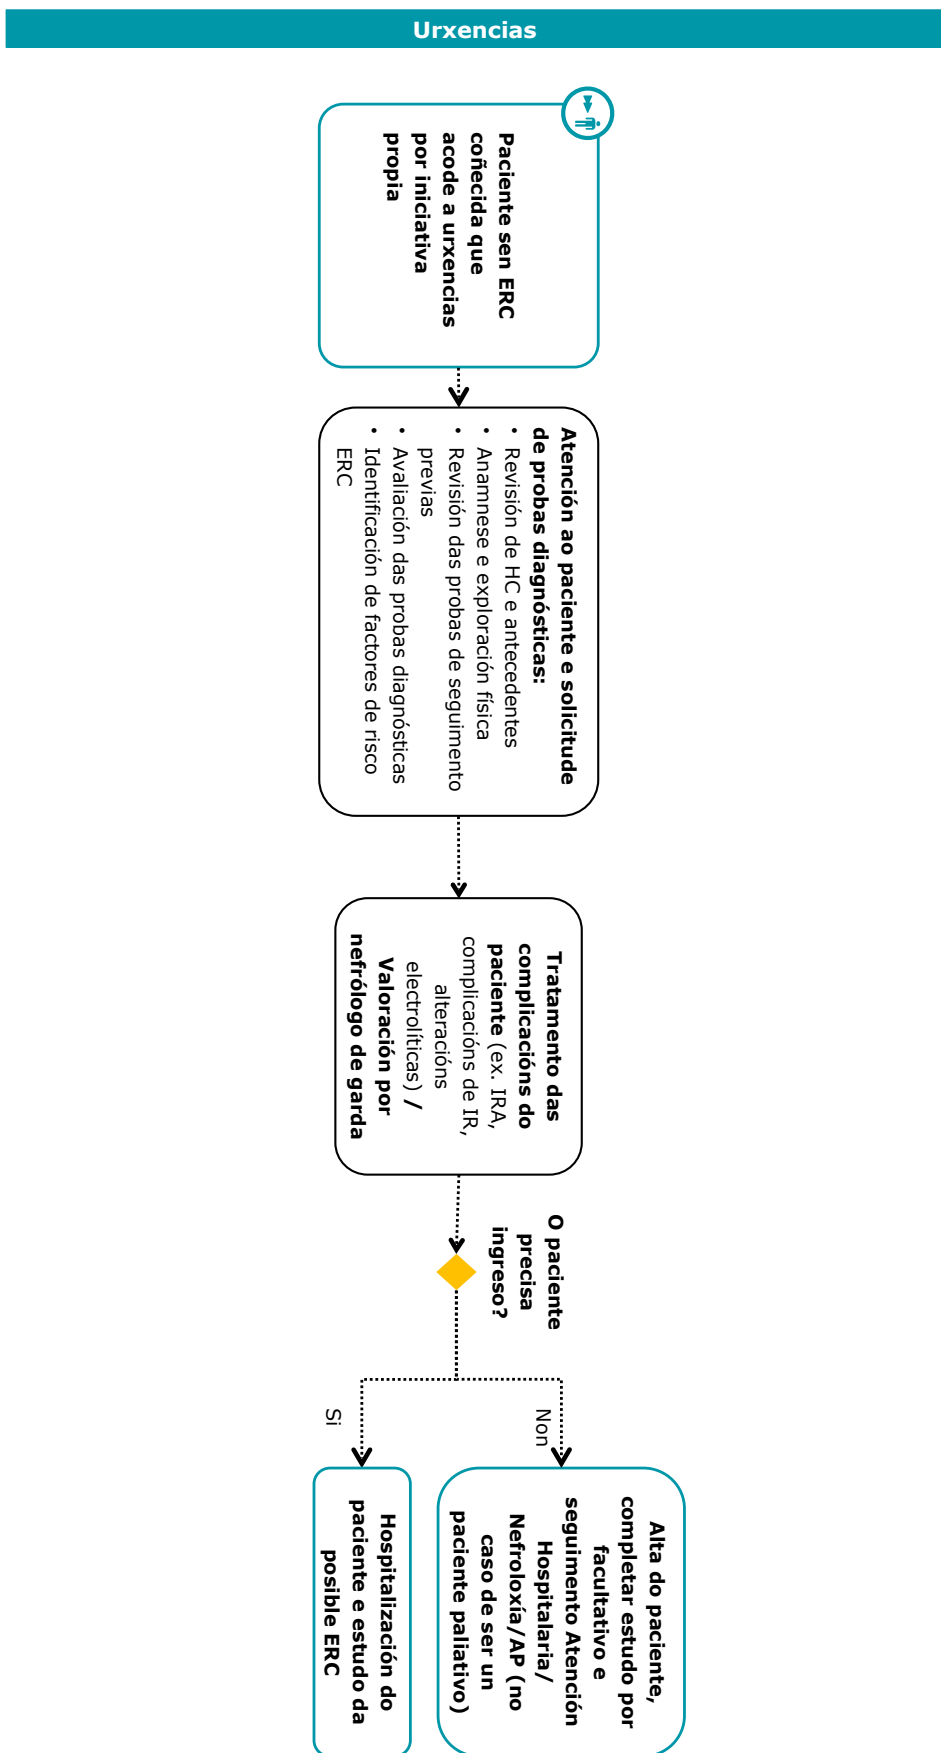 Urxencias
Paciente sen ERC
coñecida que
acode a urxencias
por iniciativa
propia
Atención ao paciente e solicitude
de probas diagnósticas:
• Revisión de HC e antecedentes
• Anamnese e exploración física
• Revisión das probas de seguimento
previas
• Avaliación das probas diagnósticas
• Identificación de factores de risco
ERC
Tratamento das
complicacións do
paciente (ex. IRA,
complicacións de IR,
alteracións
electrolíticas) /
Valoración por
nefrólogo de garda
O paciente
precisa
ingreso?
Non
Alta do paciente,
completar estudo por
facultativo e
seguimento Atención
Hospitalaria/
Nefroloxía/AP (no
caso de ser un
paciente paliativo)
Si
Hospitalización do
paciente e estudo da
posible ERC